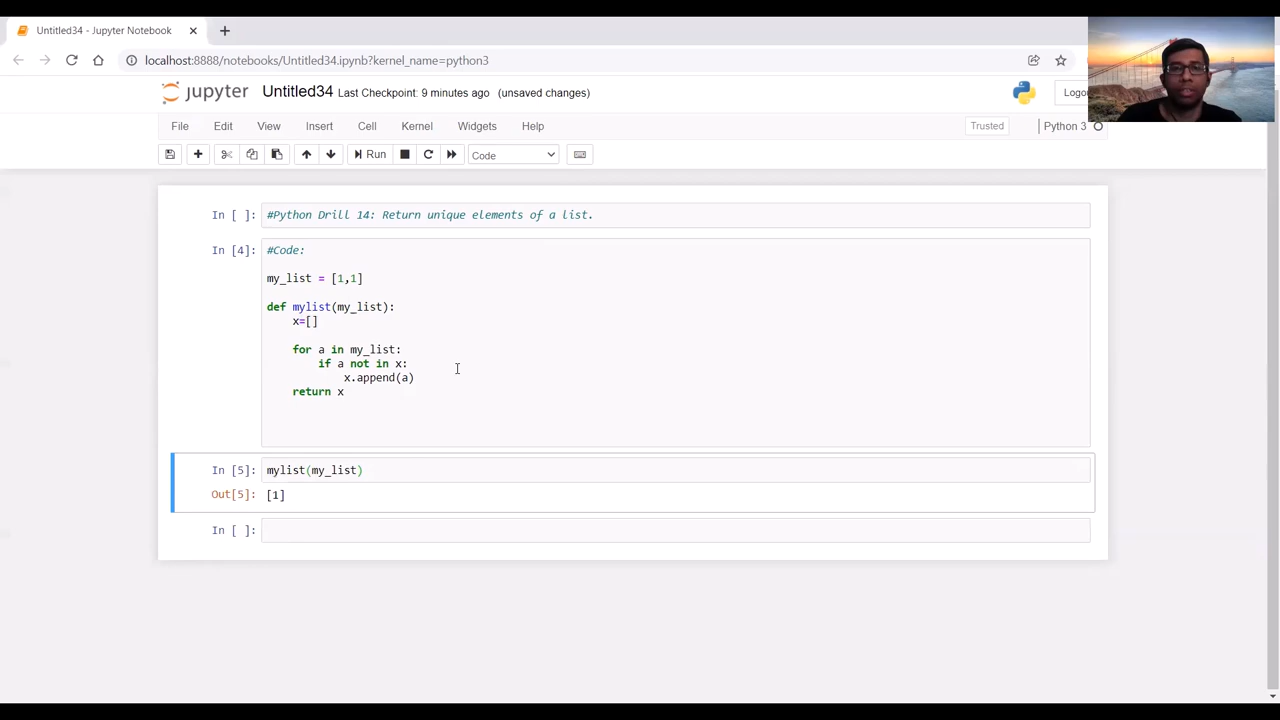 Untitled34 - Jupyter Notebook
localhost:8888/notebooks/Untitled34.ipynb?kernel_name=python3
jupyter Untitled34 Last Checkpoint: 9 minutes ago (unsaved changes)
Logo
File Edit View Insert Cell Kernel Widgets Help
Trusted
Python 3
Run
Code
In [ ]: #Python Drill 14: Return unique elements of a list.
In [4]: #Code:
my_list = [1,1]
def mylist(my_list):
x=[]
for a in my_list:
if a not in x:
x.append(a)
return x
In [5]: mylist(my_list)
Out[5]: [1]
In [ ]: